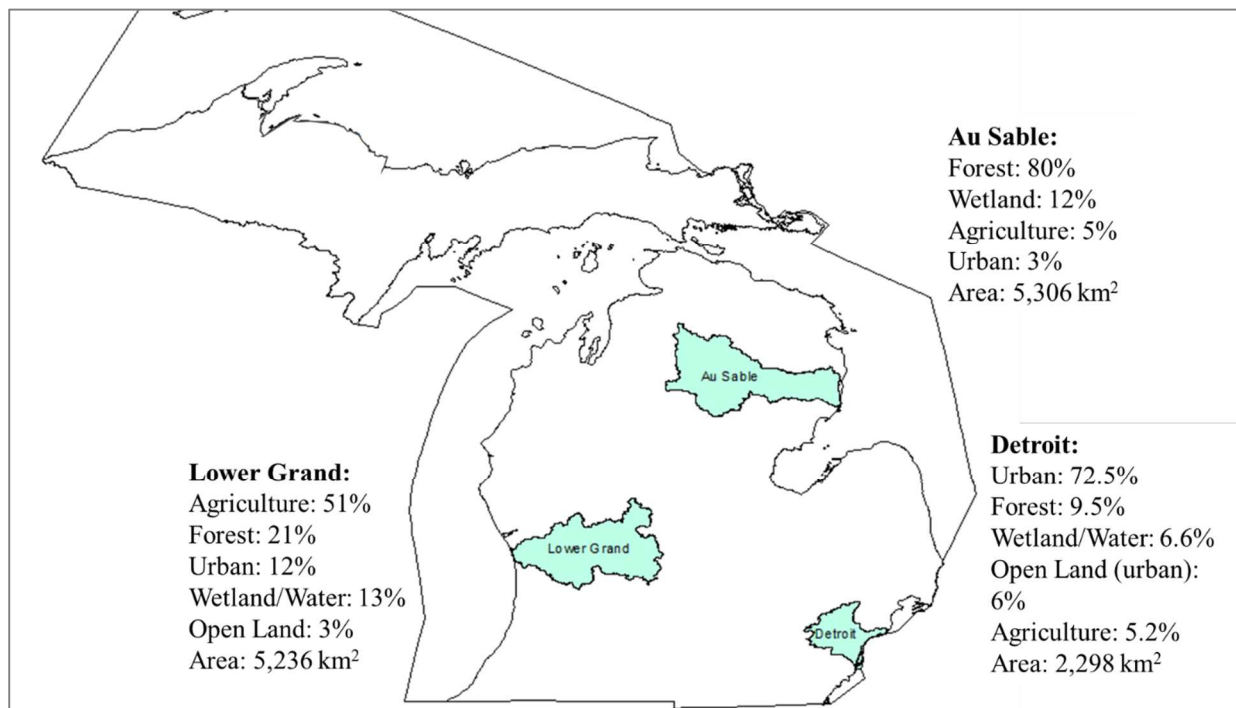 Au Sable:
Forest: 80%
Wetland: 12%
Agriculture: 5%
Urban: 3%
Area: 5,306 km²
Au Sable
Lower Grand:
Agriculture: 51%
Forest: 21%
Urban: 12%
Wetland/Water: 13%
Open Land: 3%
Area: 5,236 km²
Lower Grand
Detroit:
Urban: 72.5%
Forest: 9.5%
Wetland/Water: 6.6%
Open Land (urban):
6%
Agriculture: 5.2%
Area: 2,298 km²
Detroit